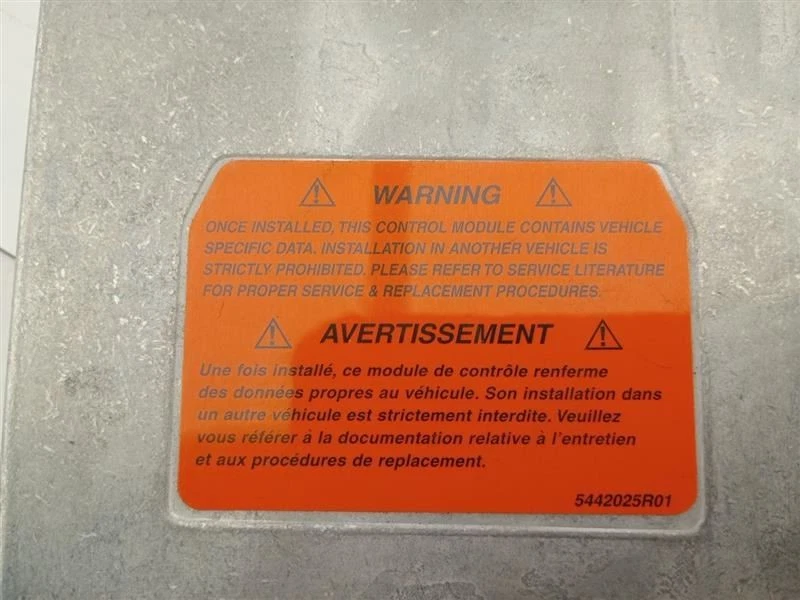 WARNING
ONCE INSTALLED, THIS CONTROL MODULE CONTAINS VEHICLE
SPECIFIC DATA. INSTALLATION IN ANOTHER VEHICLE IS
STRICTLY PROHIBITED. PLEASE REFER TO SERVICE LITERATURE
FOR PROPER SERVICE & REPLACEMENT PROCEDURES.
AVERTISSEMENT
Une fois installé, ce module de contrôle renferme
des données propres au véhicule. Son installation dans
un autre véhicule est strictement interdite. Veuillez
vous référer à la documentation relative à l'entretien
et aux procédures de replacement.
5442025R01